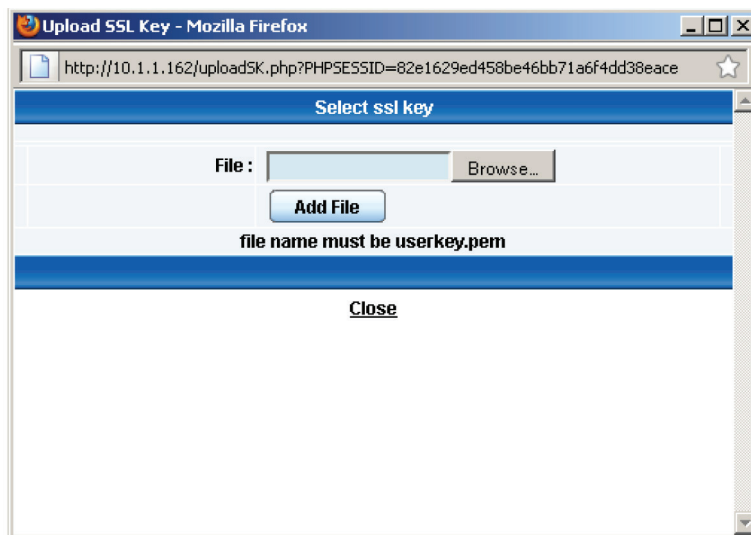 Upload SSL Key - Mozilla Firefox
http://10.1.1.162/uploadSK.php?PHPSESSID=82e1629ed458be46bb71a6f4dd38eace
Select ssl key
File : Browse...
Add File
file name must be userkey.pem
Close